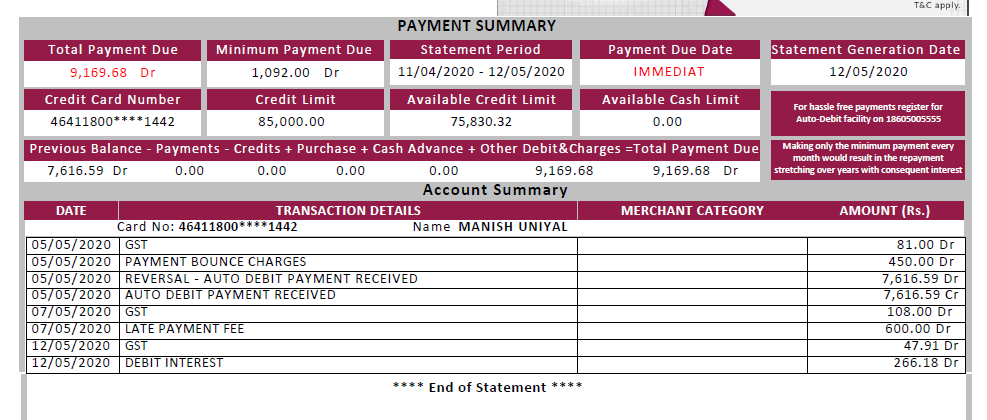 T&C apply.
PAYMENT SUMMARY
Total Payment Due Minimum Payment Due Statement Period Payment Due Date Statement Generation Date
9,169.68 Dr 1,092.00 Dr 11/04/2020 - 12/05/2020 IMMEDIAT 12/05/2020
Credit Card Number Credit Limit Available Credit Limit Available Cash Limit
46411800****1442 85,000.00 75,830.32 0.00
For hassle free payments register for
Auto-Debit facility on 18605005555
Previous Balance - Payments - Credits + Purchase + Cash Advance + Other Debit&Charges =Total Payment Due
7,616.59 Dr 0.00 0.00 0.00 0.00 9,169.68 9,169.68 Dr
Making only the minimum payment every
month would result in the repayment
stretching over years with consequent interest
Account Summary
DATE TRANSACTION DETAILS MERCHANT CATEGORY AMOUNT (Rs.)
Card No: 46411800****1442 Name MANISH UNIYAL
05/05/2020 GST 81.00 Dr
05/05/2020 PAYMENT BOUNCE CHARGES 450.00 Dr
05/05/2020 REVERSAL - AUTO DEBIT PAYMENT RECEIVED 7,616.59 Dr
05/05/2020 AUTO DEBIT PAYMENT RECEIVED 7,616.59 Cr
07/05/2020 GST 108.00 Dr
07/05/2020 LATE PAYMENT FEE 600.00 Dr
12/05/2020 GST 47.91 Dr
12/05/2020 DEBIT INTEREST 266.18 Dr
**** End of Statement ****